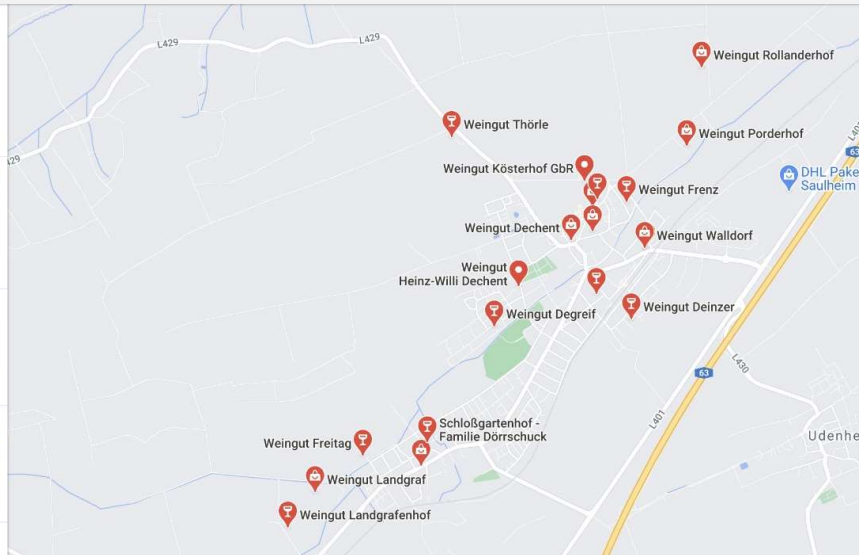 L429
L429
429
Weingut Rollanderhof
Weingut Thörle
Weingut Porderhof
63
Weingut Kösterhof GbR
Weingut Frenz
DHL Pake
Saulheim
Weingut Dechent
Weingut Walldorf
Weingut
Heinz-Willi Dechent
Weingut Degreif
Weingut Deinzer
63
L430
L401
Schloßgartenhof -
Familie Dörrschuck
Udenhe
Weingut Freitag
Weingut Landgraf
Weingut Landgrafenhof